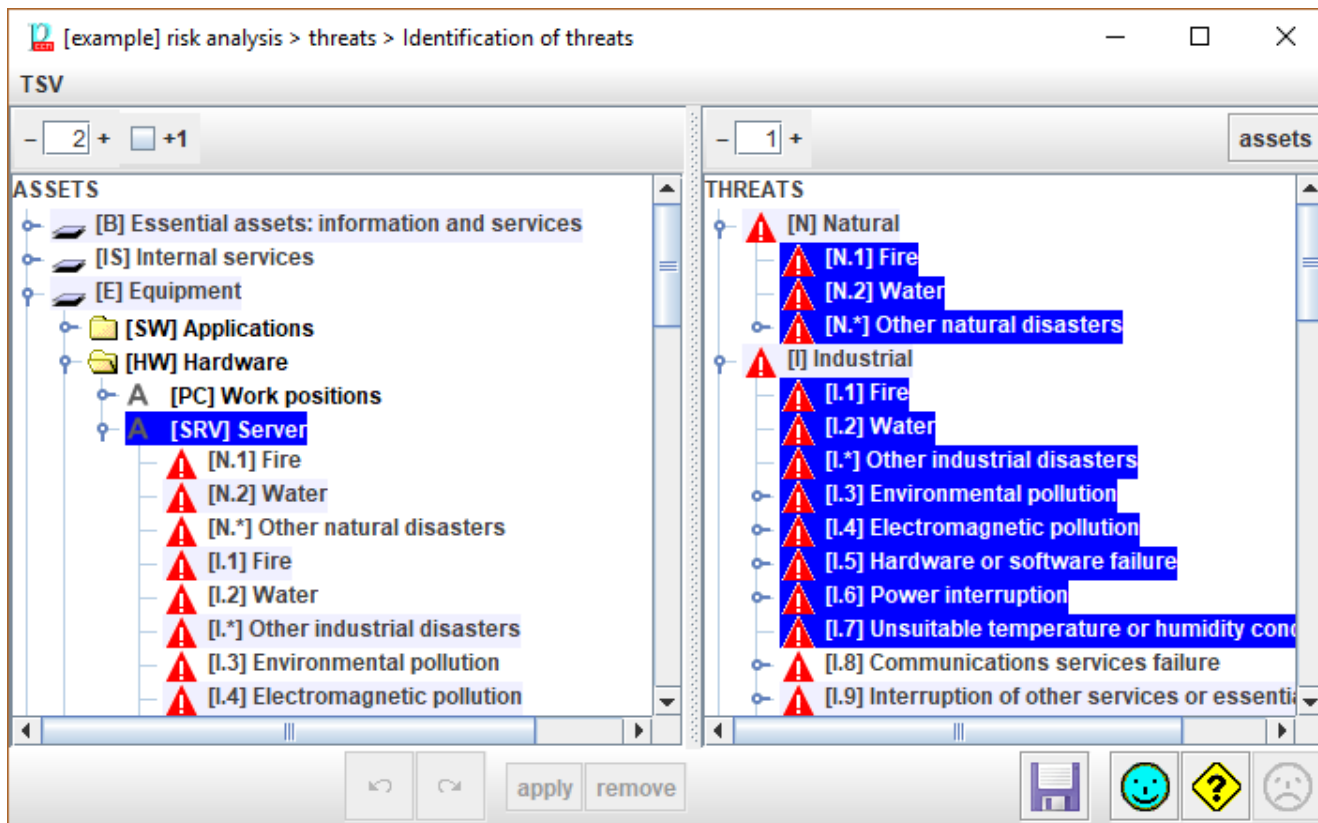 [example] risk analysis > threats > Identification of threats
TSV
– 2 + +1
– 1 + assets
ASSETS
[B] Essential assets: information and services
[IS] Internal services
[E] Equipment
[SW] Applications
[HW] Hardware
A [PC] Work positions
A [SRV] Server
[N.1] Fire
[N.2] Water
[N.*] Other natural disasters
[I.1] Fire
[I.2] Water
[I.*] Other industrial disasters
[I.3] Environmental pollution
[I.4] Electromagnetic pollution
THREATS
[N] Natural
[N.1] Fire
[N.2] Water
[N.*] Other natural disasters
[I] Industrial
[I.1] Fire
[I.2] Water
[I.*] Other industrial disasters
[I.3] Environmental pollution
[I.4] Electromagnetic pollution
[I.5] Hardware or software failure
[I.6] Power interruption
[I.7] Unsuitable temperature or humidity cond
[I.8] Communications services failure
[I.9] Interruption of other services or essentia
apply remove